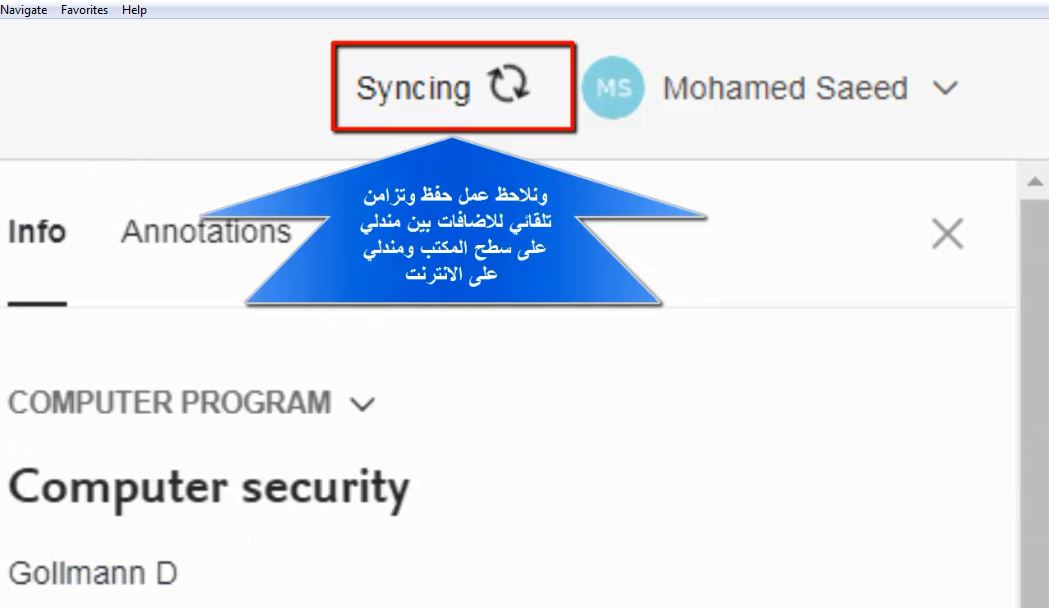 Navigate Favorites Help
Syncing
MS Mohamed Saeed
ونلاحظ عمل حفظ وتزامن
تلقائي للاضافات بين مندلي
على سطح المكتب ومندلي
على الانترنت
Info Annotations
COMPUTER PROGRAM
Computer security
Gollmann D